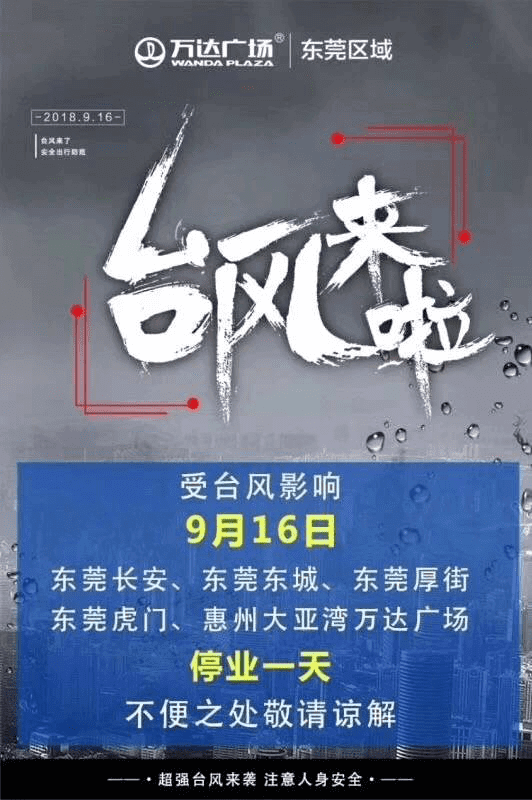 万达广场® 东莞区域
WANDA PLAZA
2018.9.16
台风来了
安全出行防范
台风来啦
受台风影响
9月16日
东莞长安、东莞东城、东莞厚街
东莞虎门、惠州大亚湾万达广场
停业一天
不便之处敬请谅解
超强台风来袭 注意人身安全